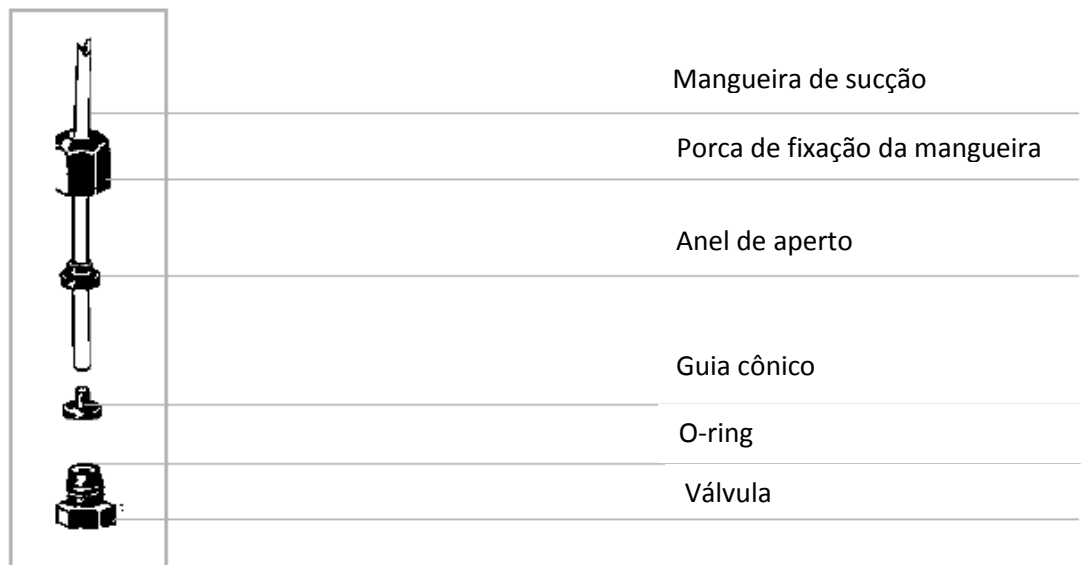 Mangueira de sucção
Porca de fixação da mangueira
Anel de aperto
Guia cônico
O-ring
Válvula